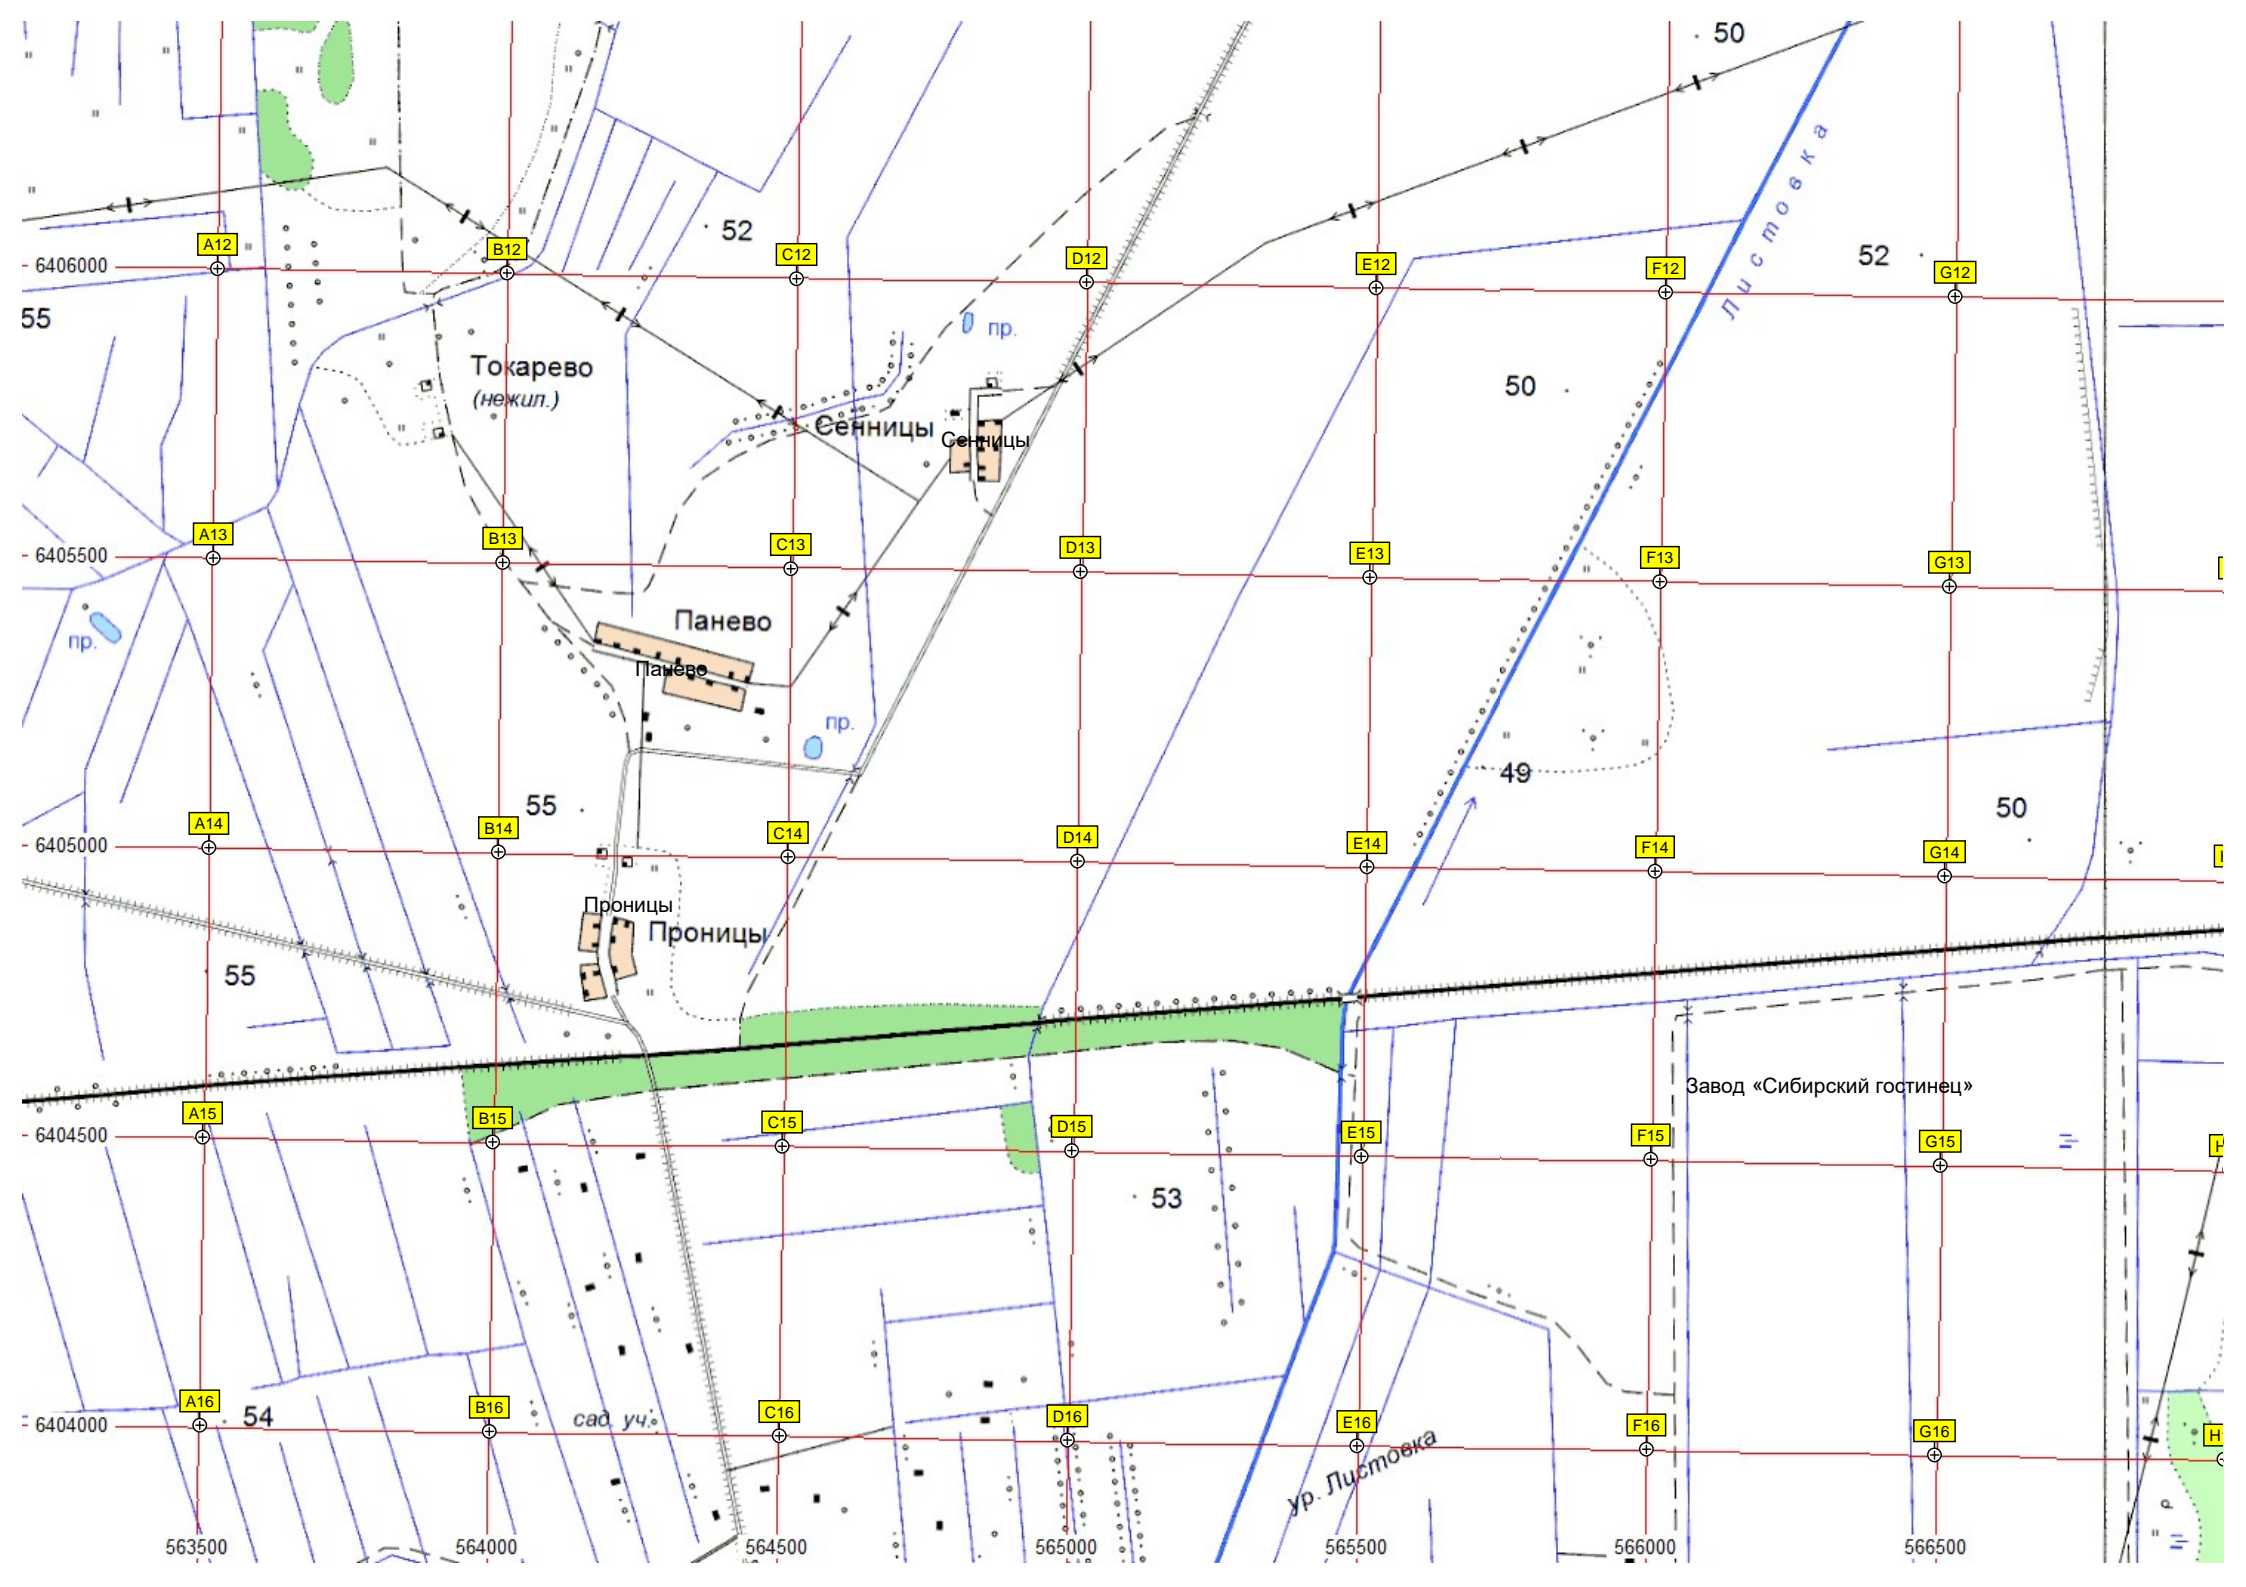 50
Листовка
52
52
A12
B12
C12
D12
E12
F12
G12
6406000
55
пр.
Токарево
(нежил.)
50
Сенницы
Сенницы
A13
B13
C13
D13
E13
F13
G13
6405500
Панево
пр.
Панево
пр.
49
55
50
A14
B14
C14
D14
E14
F14
G14
6405000
Проницы
Проницы
55
Завод «Сибирский гостинец»
A15
B15
C15
D15
E15
F15
G15
H
6404500
53
A16
B16
C16
D16
E16
F16
G16
H
6404000
54
сад. уч.
ур. Листовка
р
563500
564000
564500
565000
565500
566000
566500